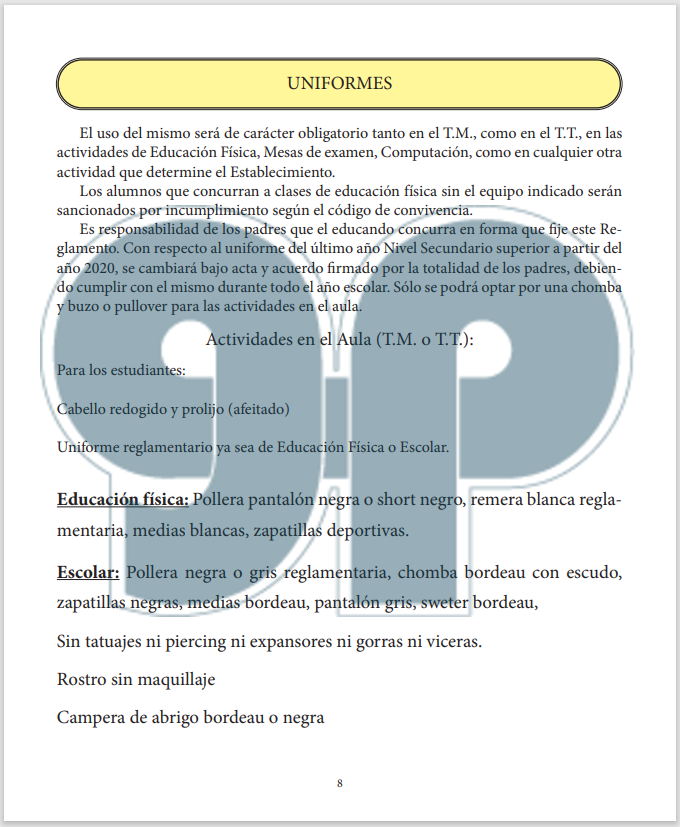 UNIFORMES
El uso del mismo será de carácter obligatorio tanto en el T.M., como en el T.T., en las
actividades de Educación Física, Mesas de examen, Computación, como en cualquier otra
actividad que determine el Establecimiento.
Los alumnos que concurran a clases de educación física sin el equipo indicado serán
sancionados por incumplimiento según el código de convivencia.
Es responsabilidad de los padres que el educando concurra en forma que fije este Re-
glamento. Con respecto al uniforme del último año Nivel Secundario superior a partir del
año 2020, se cambiará bajo acta y acuerdo firmado por la totalidad de los padres, debien-
do cumplir con el mismo durante todo el año escolar. Sólo se podrá optar por una chomba
y buzo o pullover para las actividades en el aula.
Actividades en el Aula (T.M. o T.T.):
Para los estudiantes:
Cabello redogido y prolijo (afeitado)
Uniforme reglamentario ya sea de Educación Física o Escolar.
Educación física: Pollera pantalón negra o short negro, remera blanca regla-
mentaria, medias blancas, zapatillas deportivas.
Escolar: Pollera negra o gris reglamentaria, chomba bordeau con escudo,
zapatillas negras, medias bordeau, pantalón gris, sweter bordeau,
Sin tatuajes ni piercing ni expansores ni gorras ni viceras.
Rostro sin maquillaje
Campera de abrigo bordeau o negra
8
gp